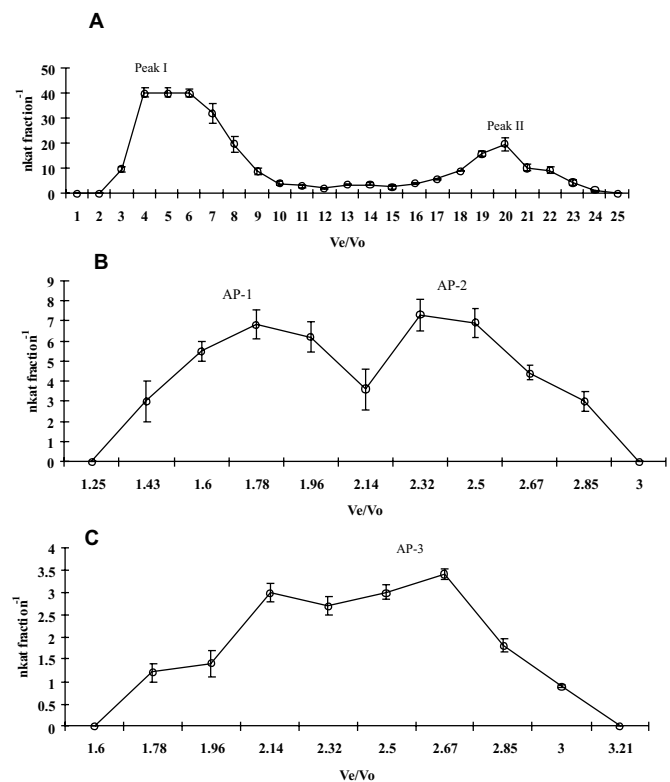 A
Peak I
Peak II
nkat fraction-1
50
40
30
20
10
0
1 2 3 4 5 6 7 8 9 10 11 12 13 14 15 16 17 18 19 20 21 22 23 24 25
Ve/Vo
B
AP-1
AP-2
nkat fraction-1
9
8
7
6
5
4
3
2
1
0
1.25 1.43 1.6 1.78 1.96 2.14 2.32 2.5 2.67 2.85 3
Ve/Vo
C
AP-3
nkat fraction-1
4
3.5
3
2.5
2
1.5
1
0.5
0
1.6 1.78 1.96 2.14 2.32 2.5 2.67 2.85 3 3.21
Ve/Vo